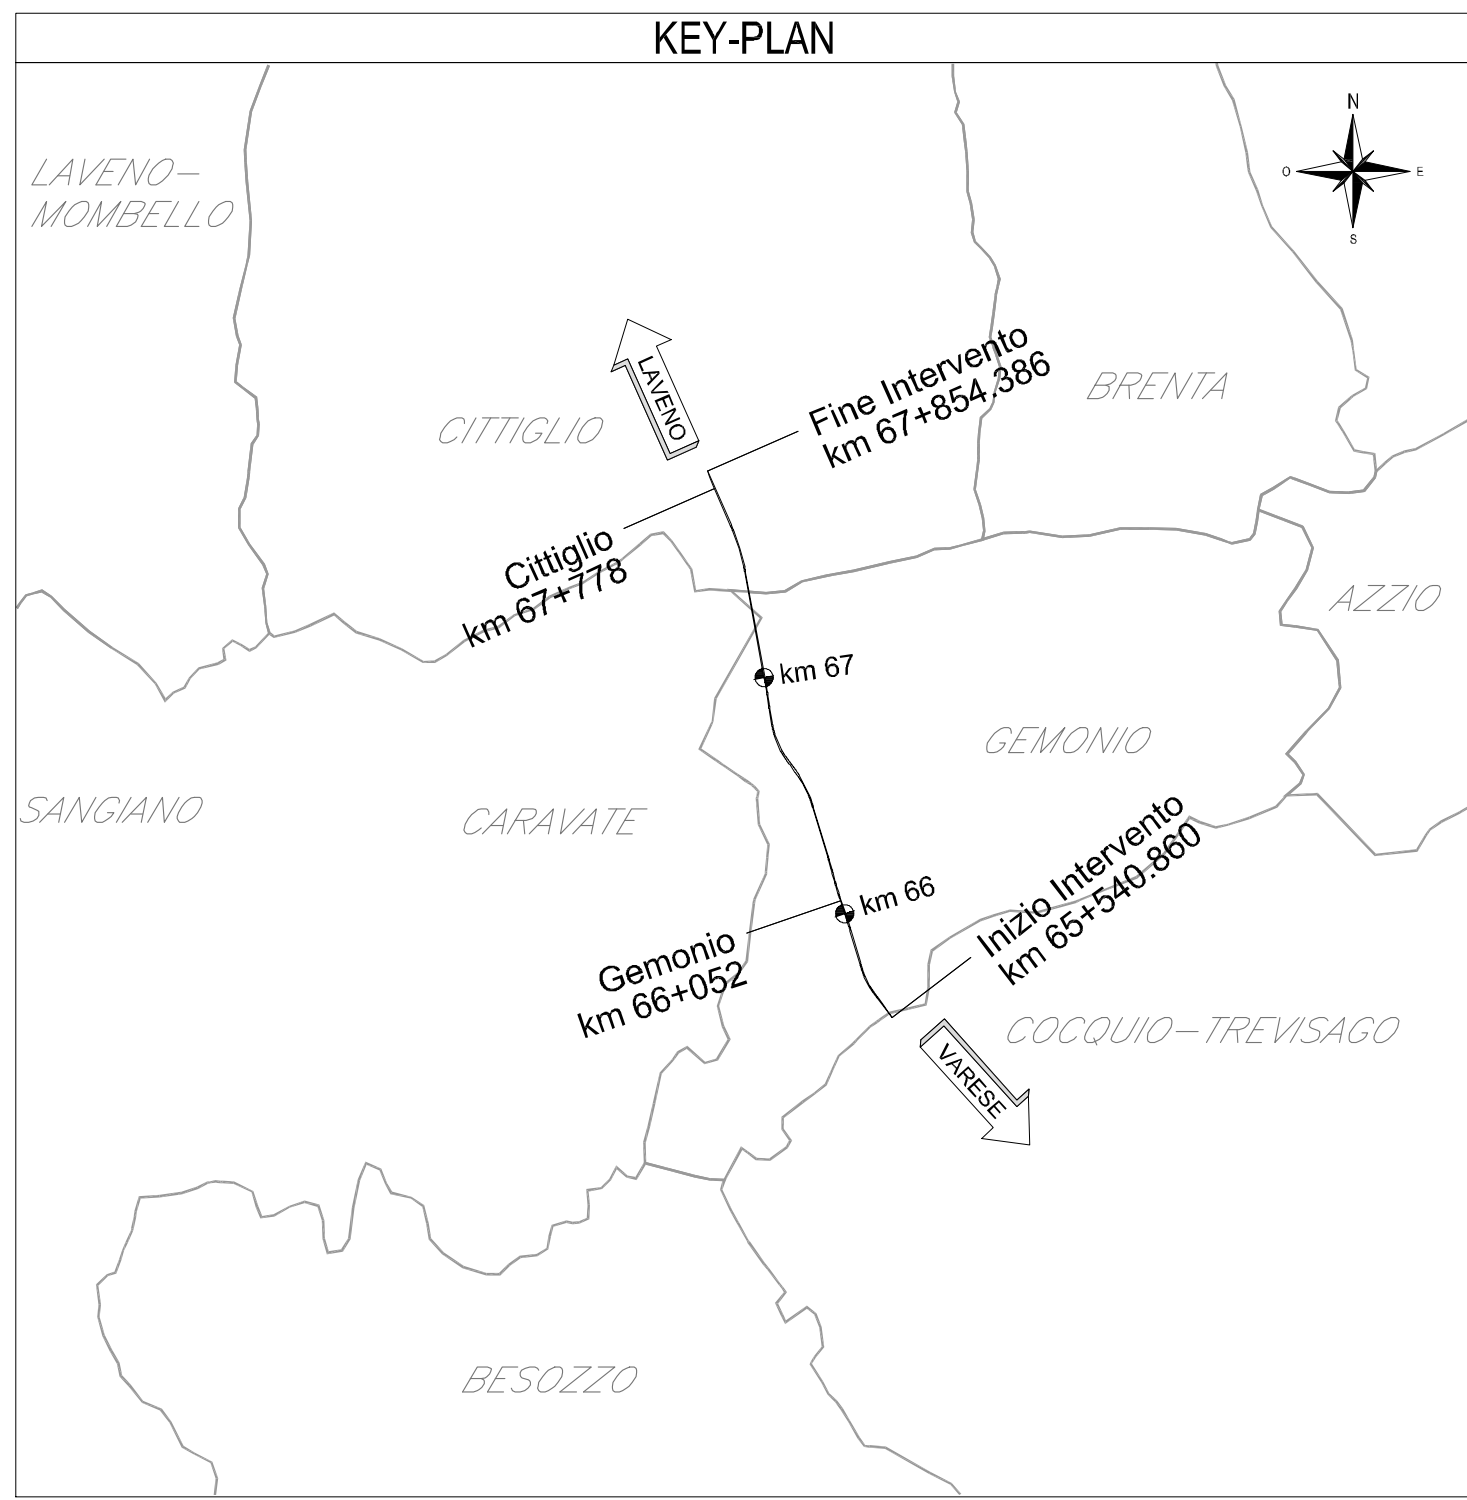 KEY-PLAN
N
O
E
S
LAVENO-
MOMBELLO
LAVENO
Fine Intervento
km 67+854.386
BRENTA
CITTIGLIO
Cittiglio
km 67+778
AZZIO
km 67
GEMONIO
SANGIANO
CARAVATE
Inizio Intervento
km 65+540.860
km 66
Gemonio
km 66+052
COCQUIO-TREVISAGO
VARESE
BESOZZO